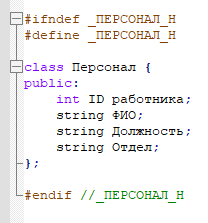 #ifndef _ПЕРСОНАЛ_H
#define _ПЕРСОНАЛ_H
class Персонал {
public:
int ID работника;
string ФИО;
string Должность;
string Отдел;
};
#endif //_ПЕРСОНАЛ_H